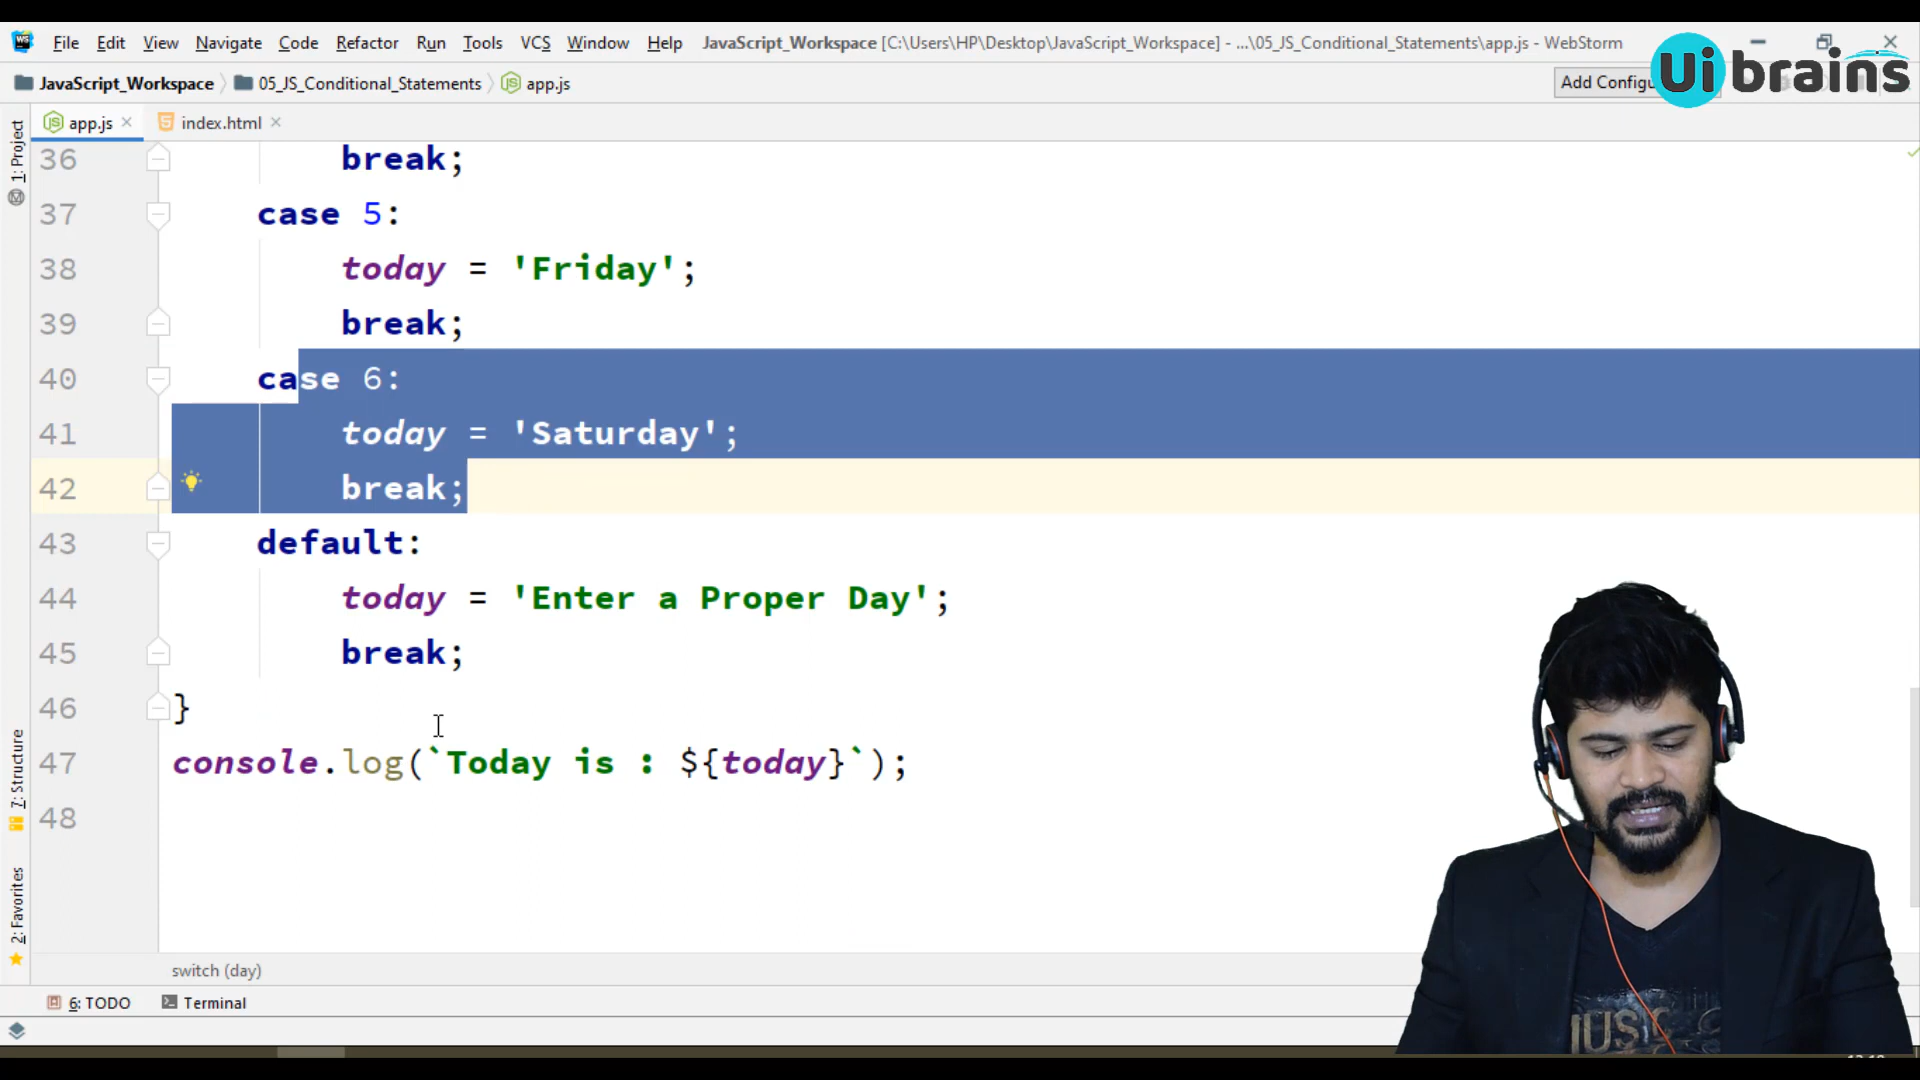 File Edit View Navigate Code Refactor Run Tools VCS Window Help JavaScript_Workspace [C:\Users\HP\Desktop\JavaScript_Workspace] - ...\05_JS_Conditional_Statements\app.js - WebStorm
JavaScript_Workspace 05_JS_Conditional_Statements app.js Add Configu
Ui brains
app.js index.html
1: Project
7: Structure
2: Favorites
36 break;
37 case 5:
38 today = 'Friday';
39 break;
40 case 6:
41 today = 'Saturday';
42 break;
43 default:
44 today = 'Enter a Proper Day';
45 break;
46 }
47 console.log(`Today is : ${today}`);
48
switch (day)
6: TODO Terminal